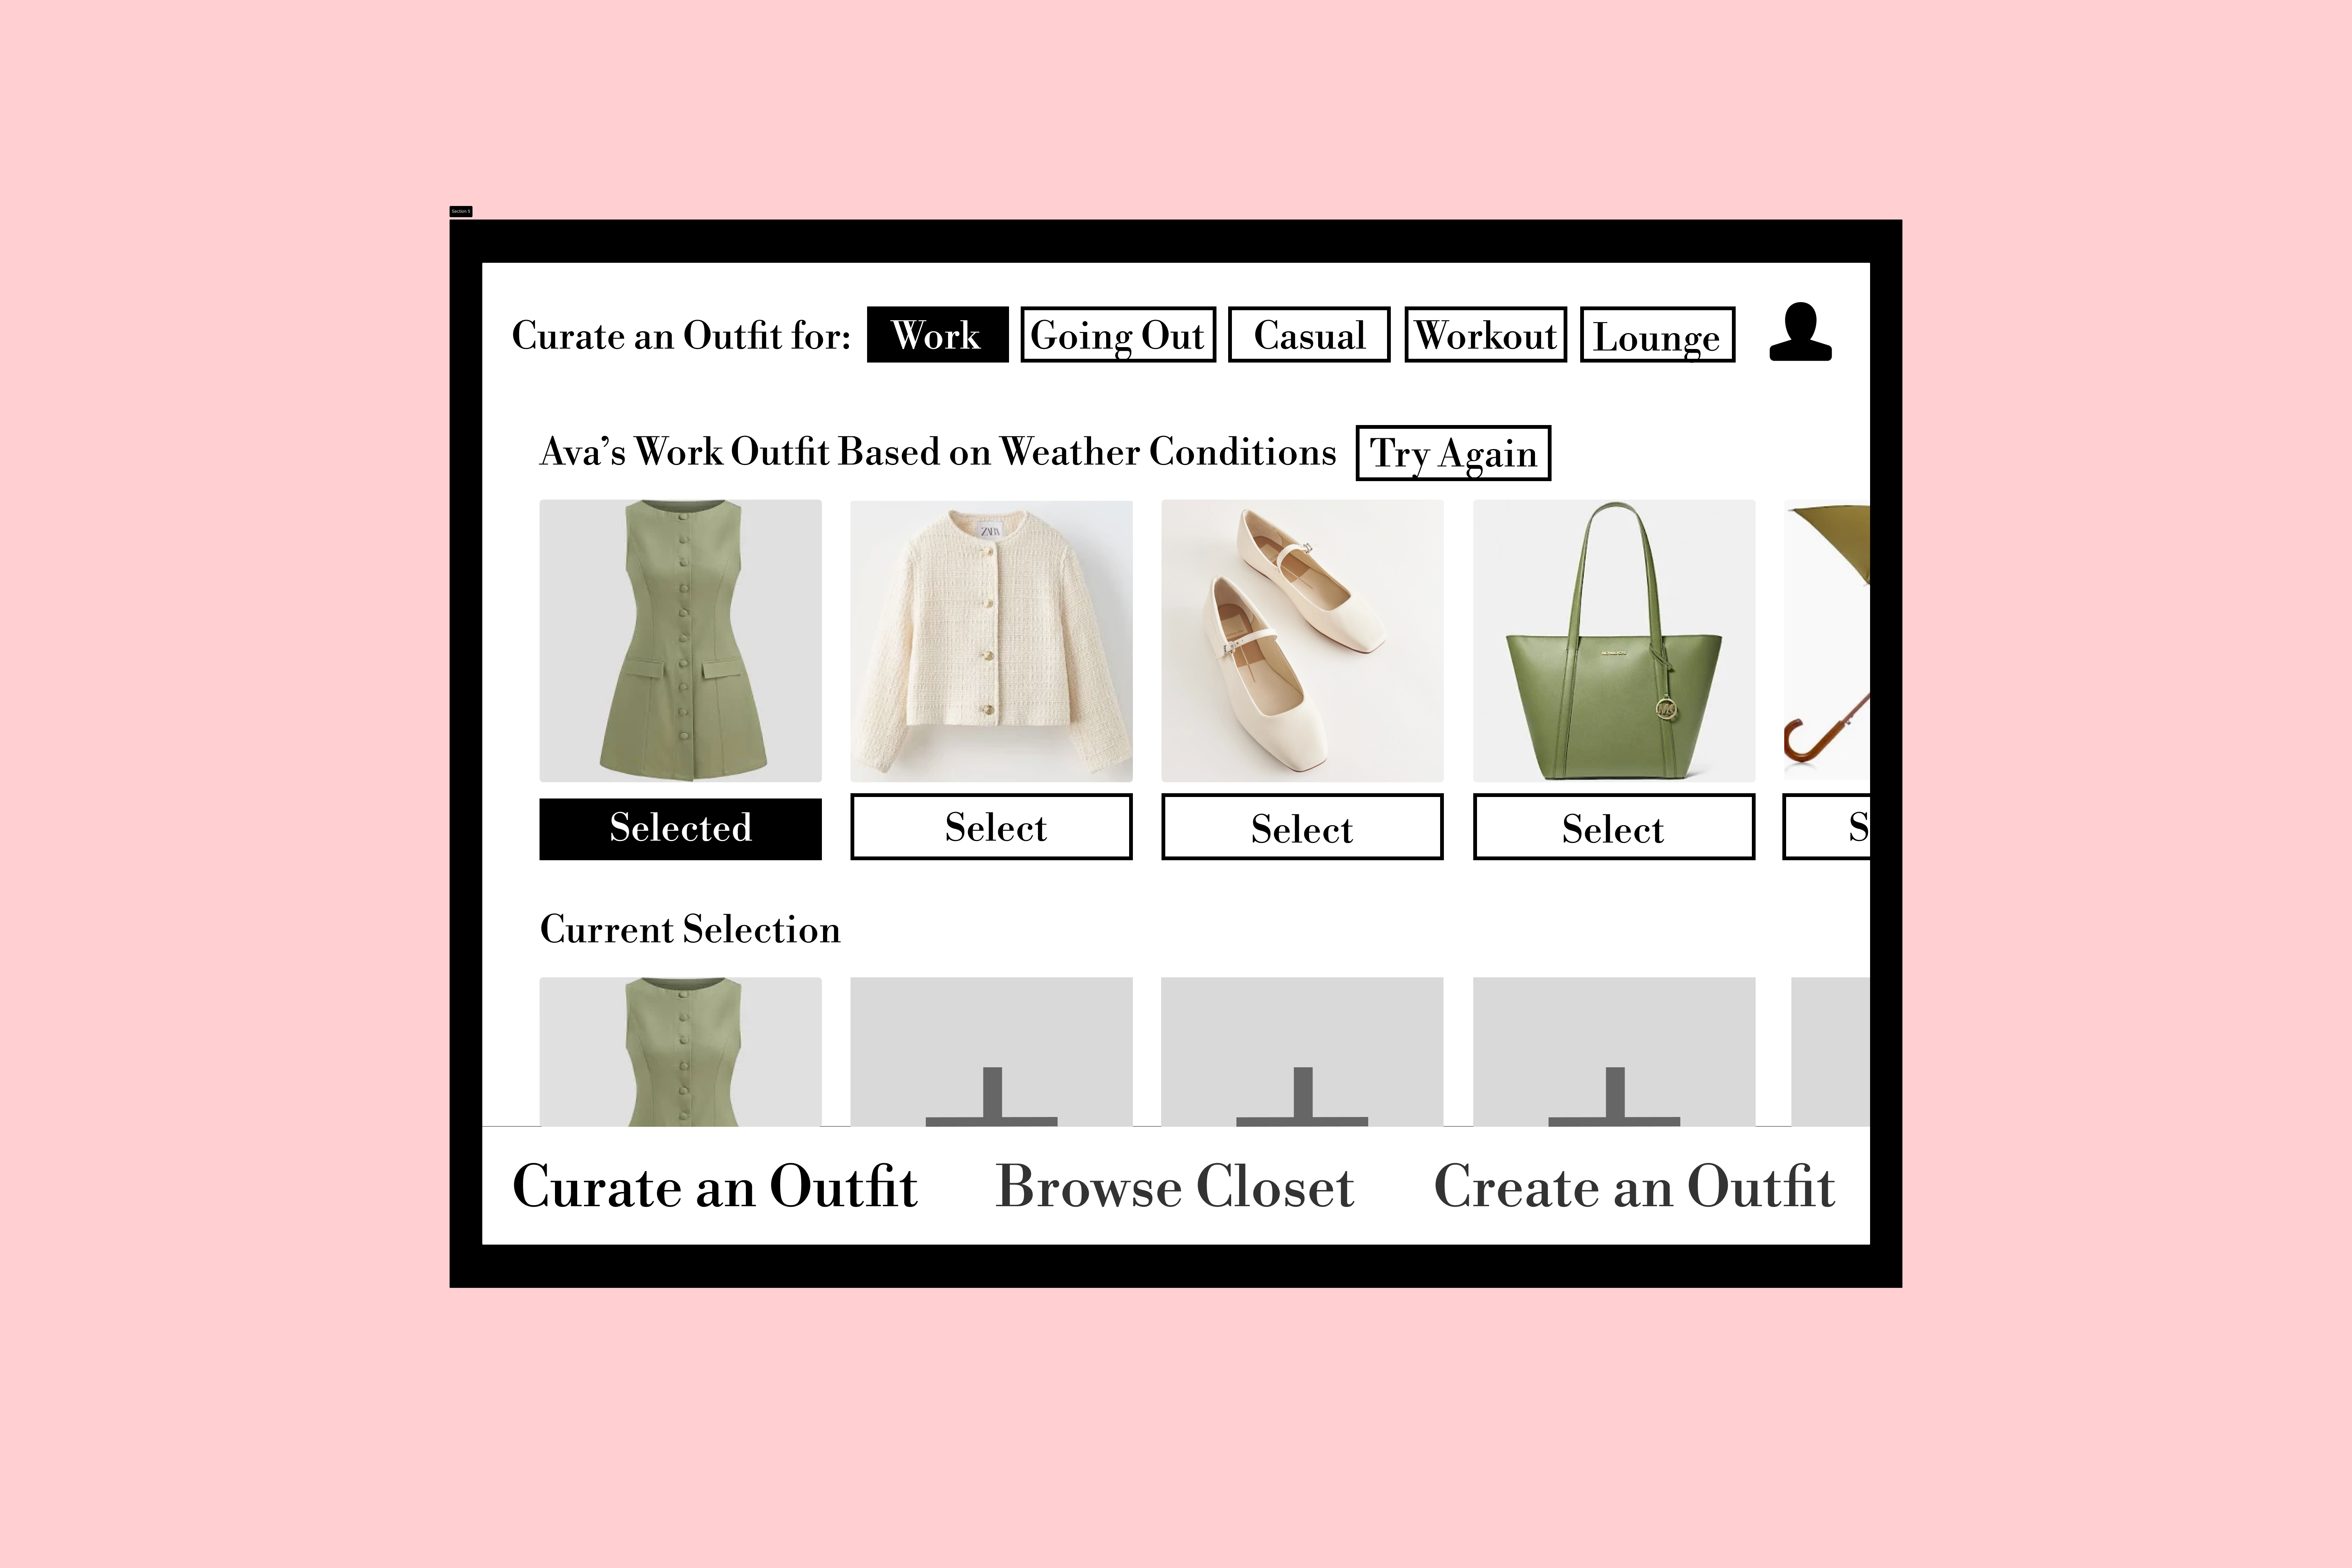 Section 5
Curate an Outfit for: Work Going Out Casual Workout Lounge
Ava’s Work Outfit Based on Weather Conditions Try Again
ZARA
Selected Select Select Select S
Current Selection
Curate an Outfit Browse Closet Create an Outfit